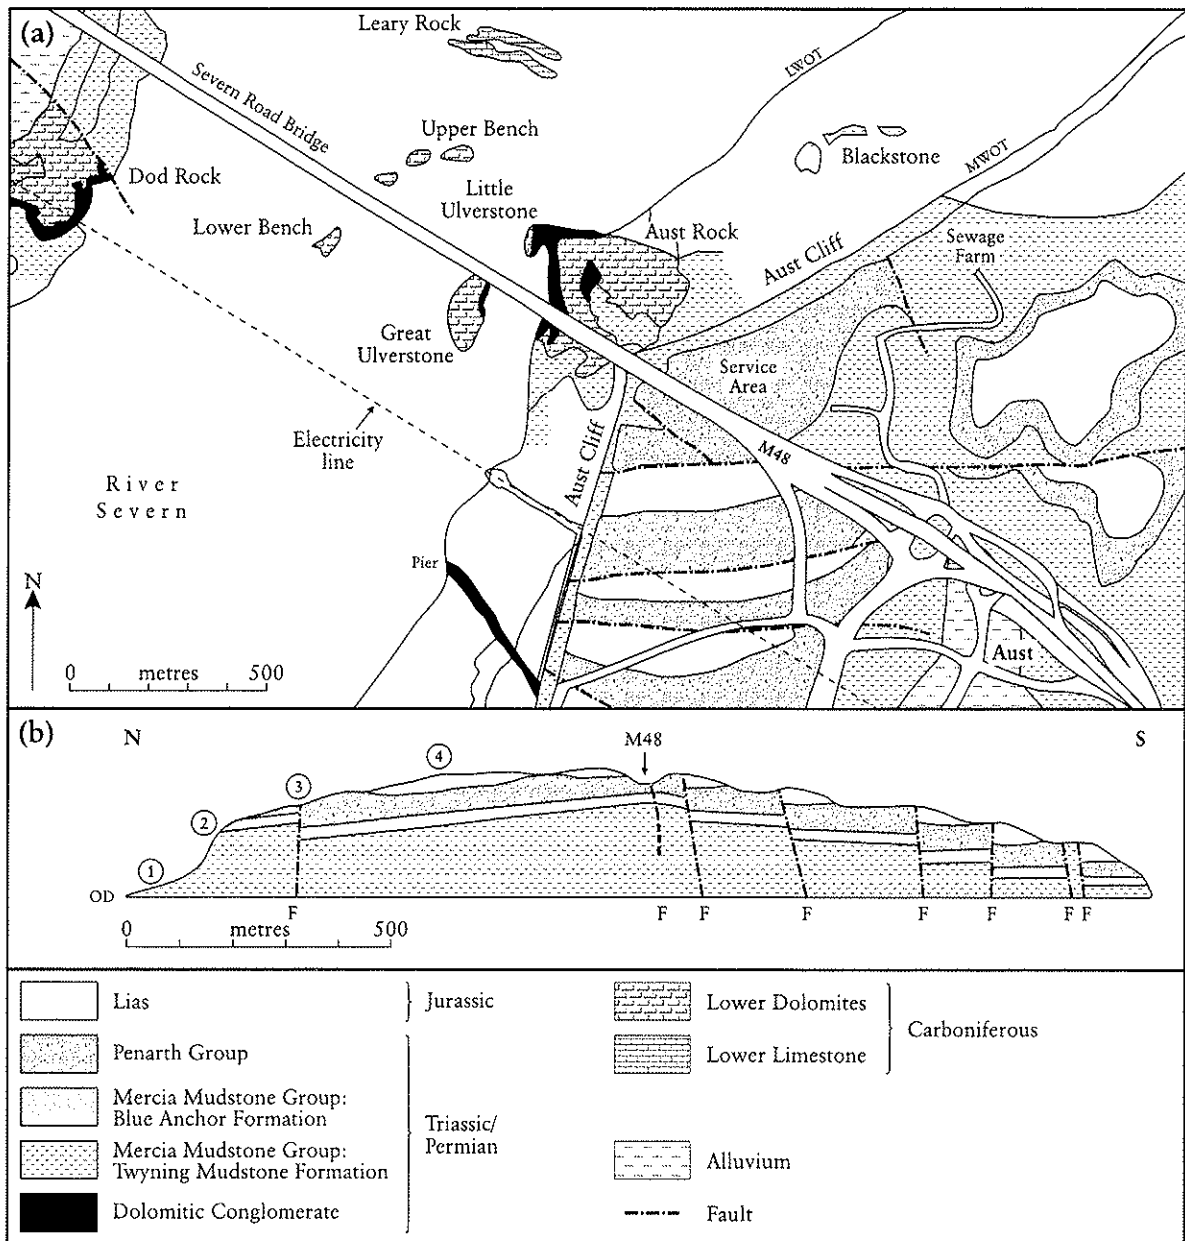 (a)
Leary Rock
LWOT
Severn Road Bridge
Upper Bench
Blackstone
MWOT
Dod Rock
Little
Ulverstone
Lower Bench
Aust Rock
Aust Cliff
Sewage
Farm
Great
Ulverstone
Service
Area
Electricity
line
M48
Aust Cliff
River
Severn
Pier
N
0 metres 500
Aust
(b)
N
M48
S
4
3
2
1
OD
F F F F F F F F
0 metres 500
Lias
Jurassic
Penarth Group
Mercia Mudstone Group:
Blue Anchor Formation
Mercia Mudstone Group:
Twyning Mudstone Formation
Dolomitic Conglomerate
Triassic/
Permian
Lower Dolomites
Lower Limestone
Carboniferous
Alluvium
Fault